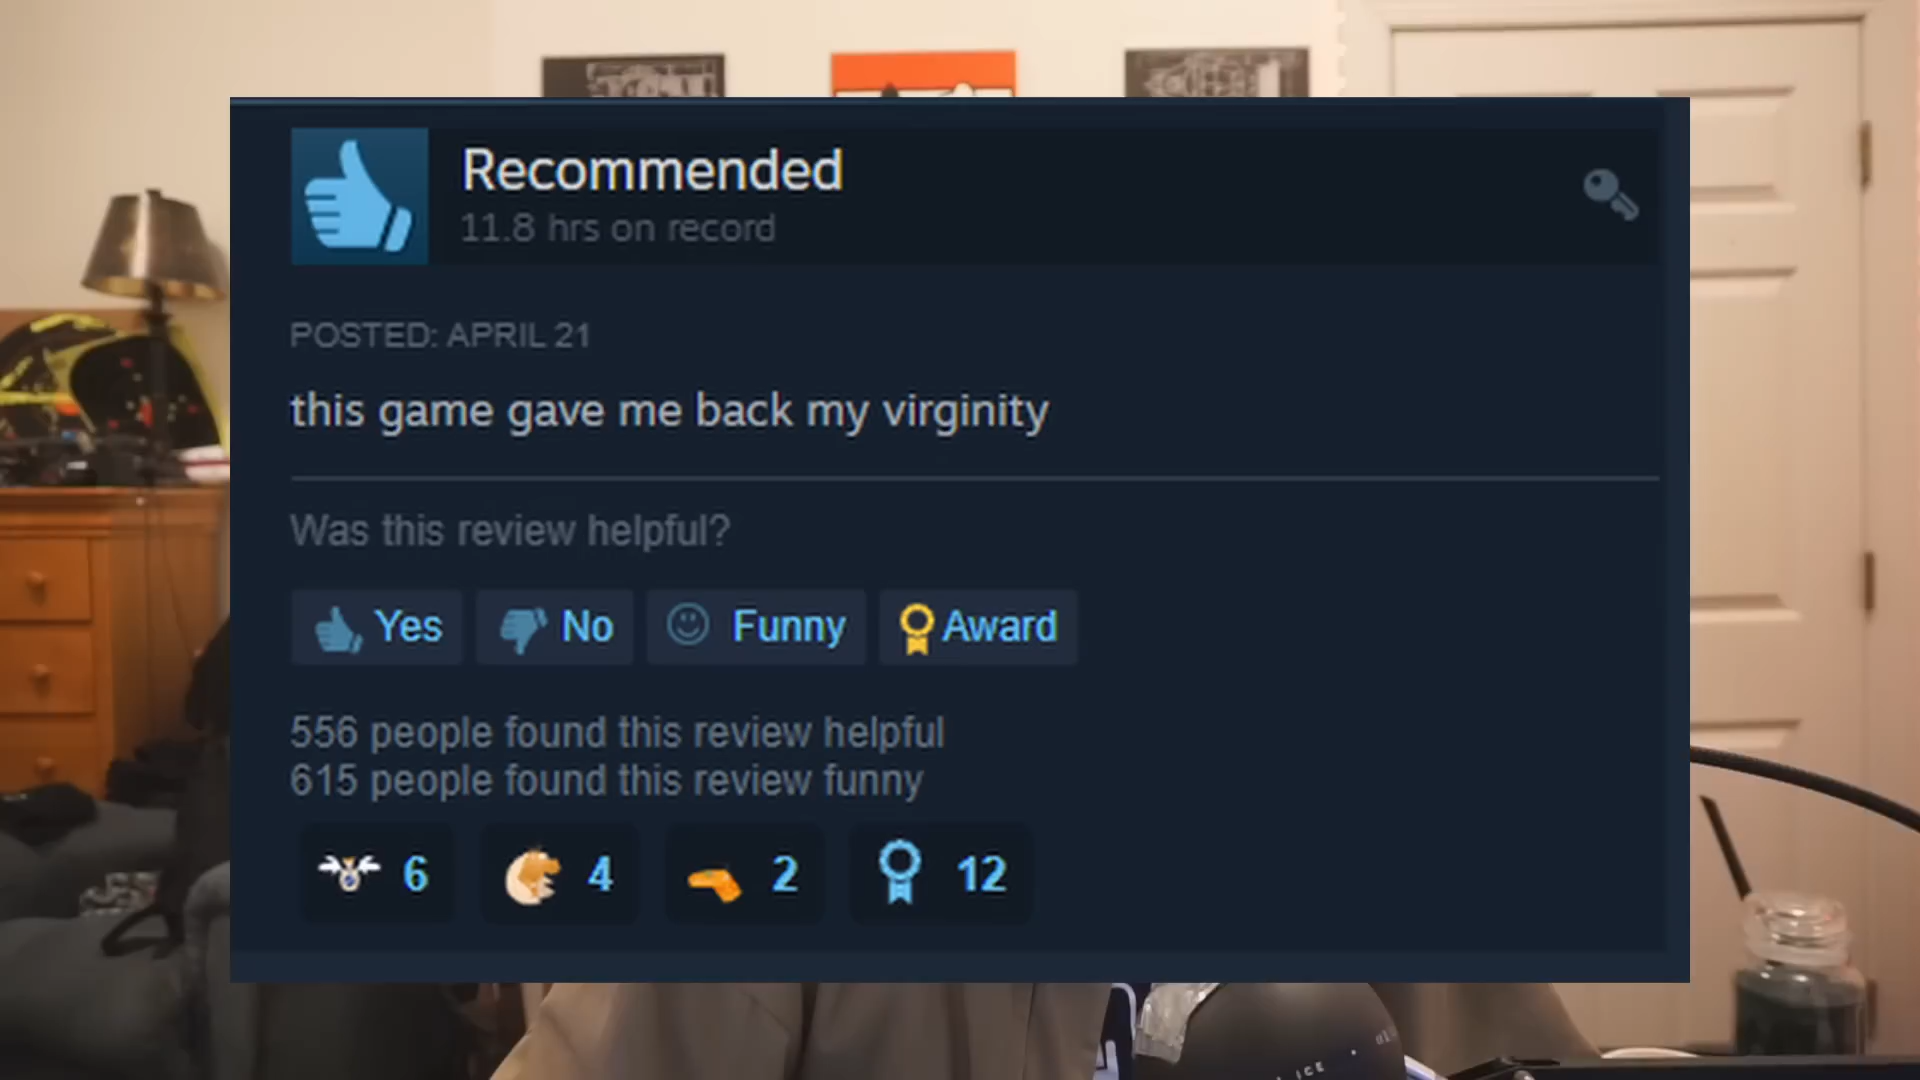 Recommended
11.8 hrs on record
POSTED: APRIL 21
this game gave me back my virginity
Was this review helpful?
Yes No Funny Award
556 people found this review helpful
615 people found this review funny
6 4 2 12